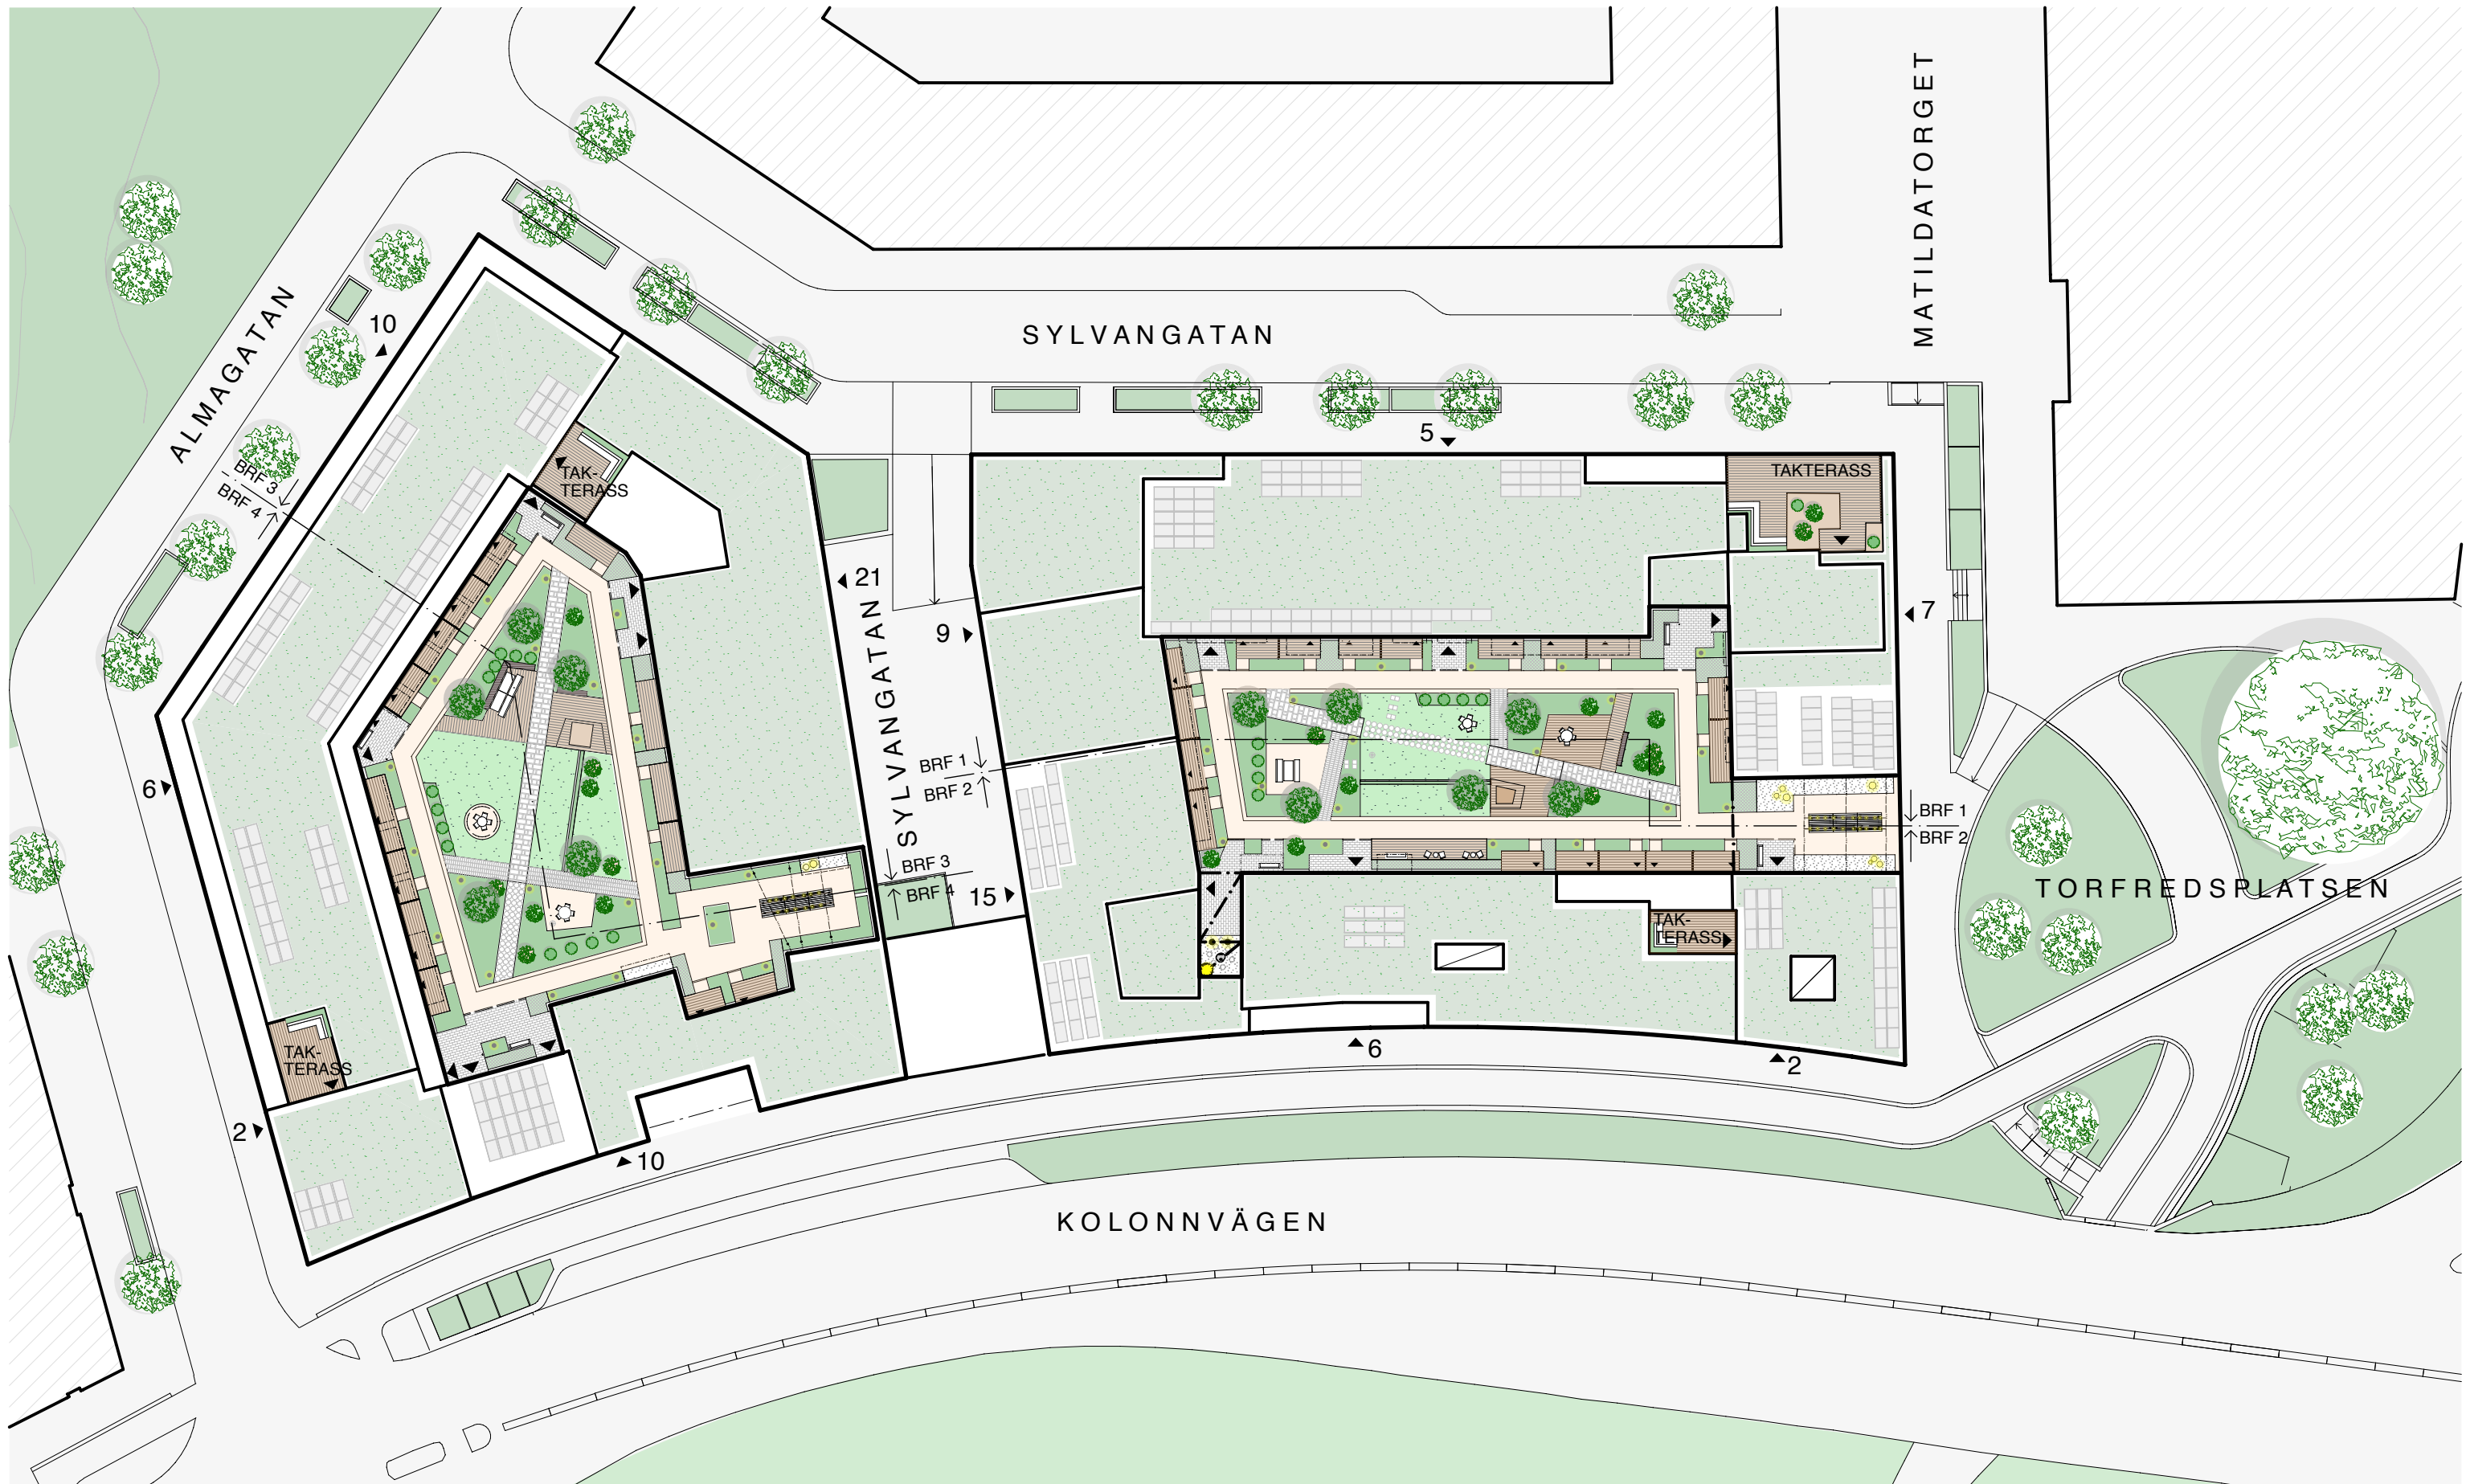 MATILDATORGET
SYLVANGATAN
ALMAGATAN
10
5
TAK-
TERASS
TAKTERASS
BRF 3
BRF 4
21
7
9
SYLVANGATAN
BRF 1
BRF 2
6
BRF 1
BRF 2
BRF 3
BRF 4
15
TORFREDSPLATSEN
TAK-
TERASS
TAK-
TERASS
6
2
2
10
KOLONNVÄGEN